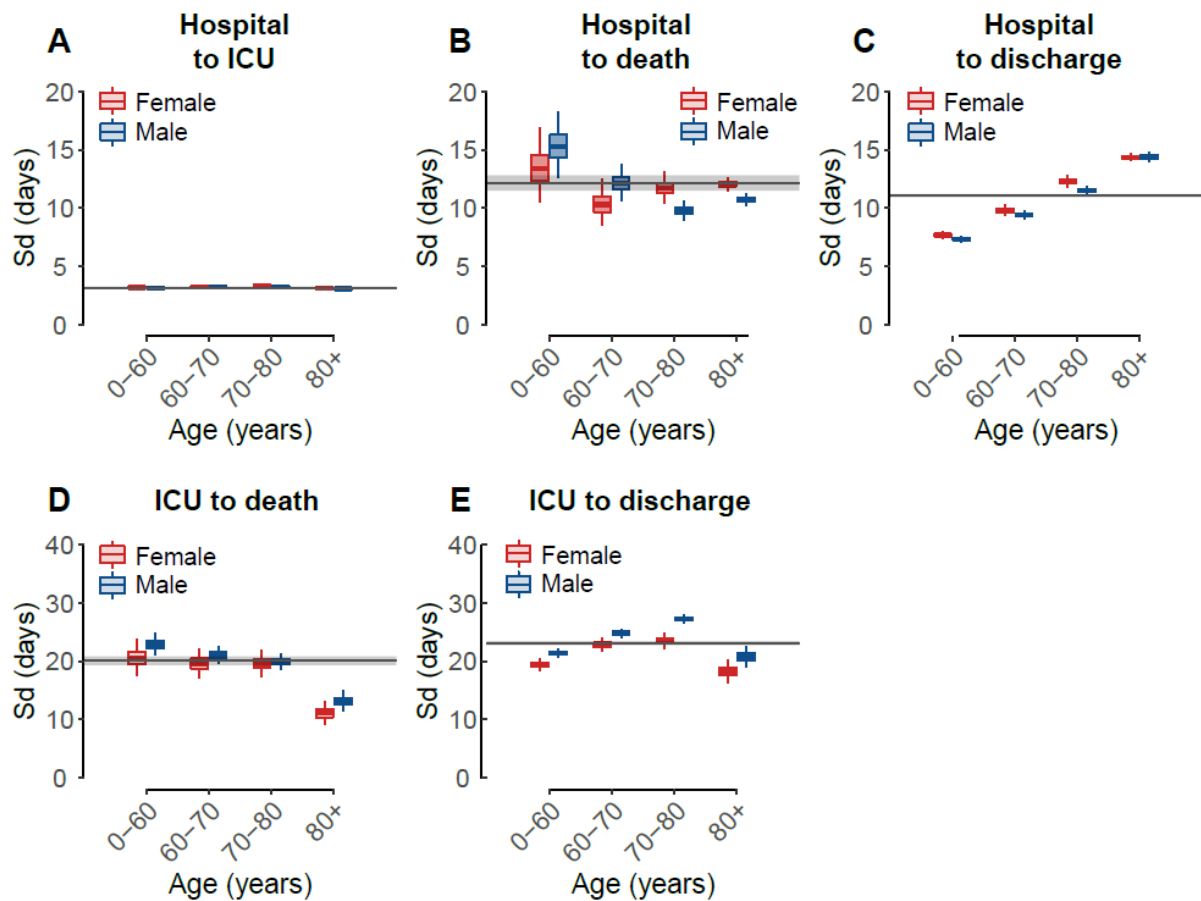 A
Hospital
to ICU
Female
Male
20
15
10
5
0
Sd (days)
0−60
60−70
70−80
80+
Age (years)
B
Hospital
to death
Female
Male
20
15
10
5
0
Sd (days)
0−60
60−70
70−80
80+
Age (years)
C
Hospital
to discharge
Female
Male
20
15
10
5
0
Sd (days)
0−60
60−70
70−80
80+
Age (years)
D
ICU to death
Female
Male
40
30
20
10
0
Sd (days)
0−60
60−70
70−80
80+
Age (years)
E
ICU to discharge
Female
Male
40
30
20
10
0
Sd (days)
0−60
60−70
70−80
80+
Age (years)